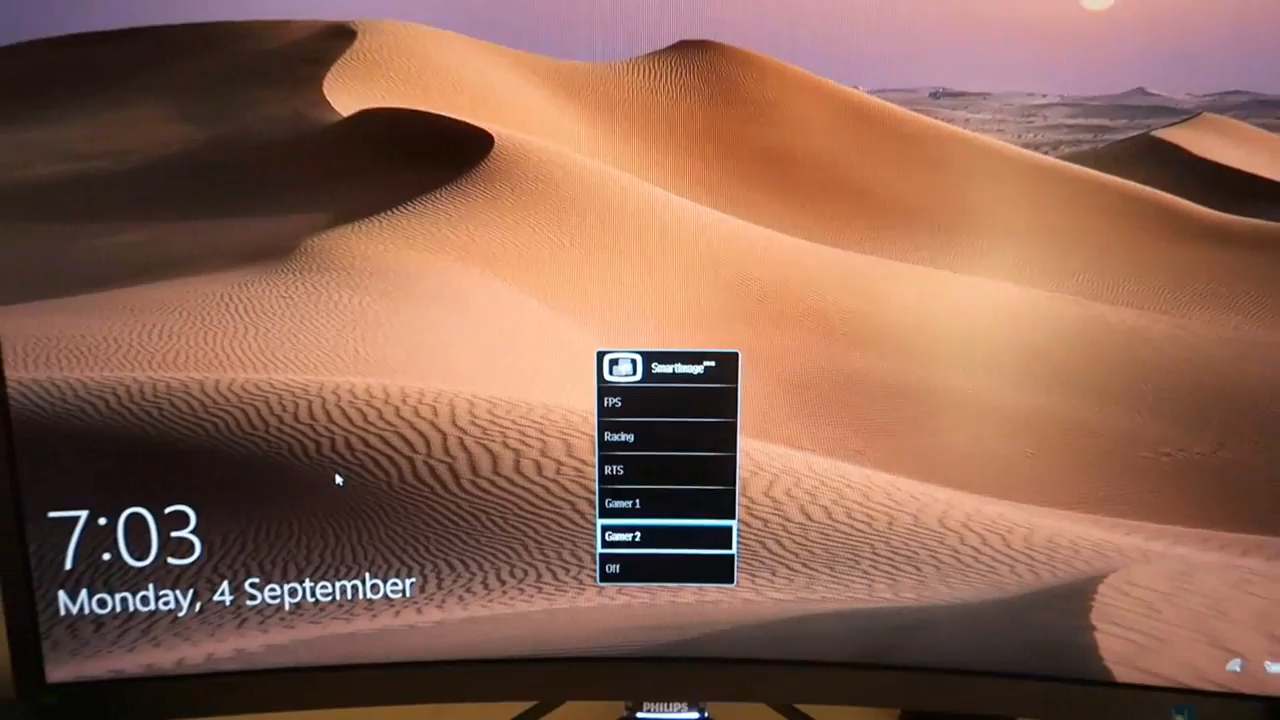 SmartImage
FPS
Racing
RTS
Gamer 1
Gamer 2
Off
7:03
Monday, 4 September
PHILIPS